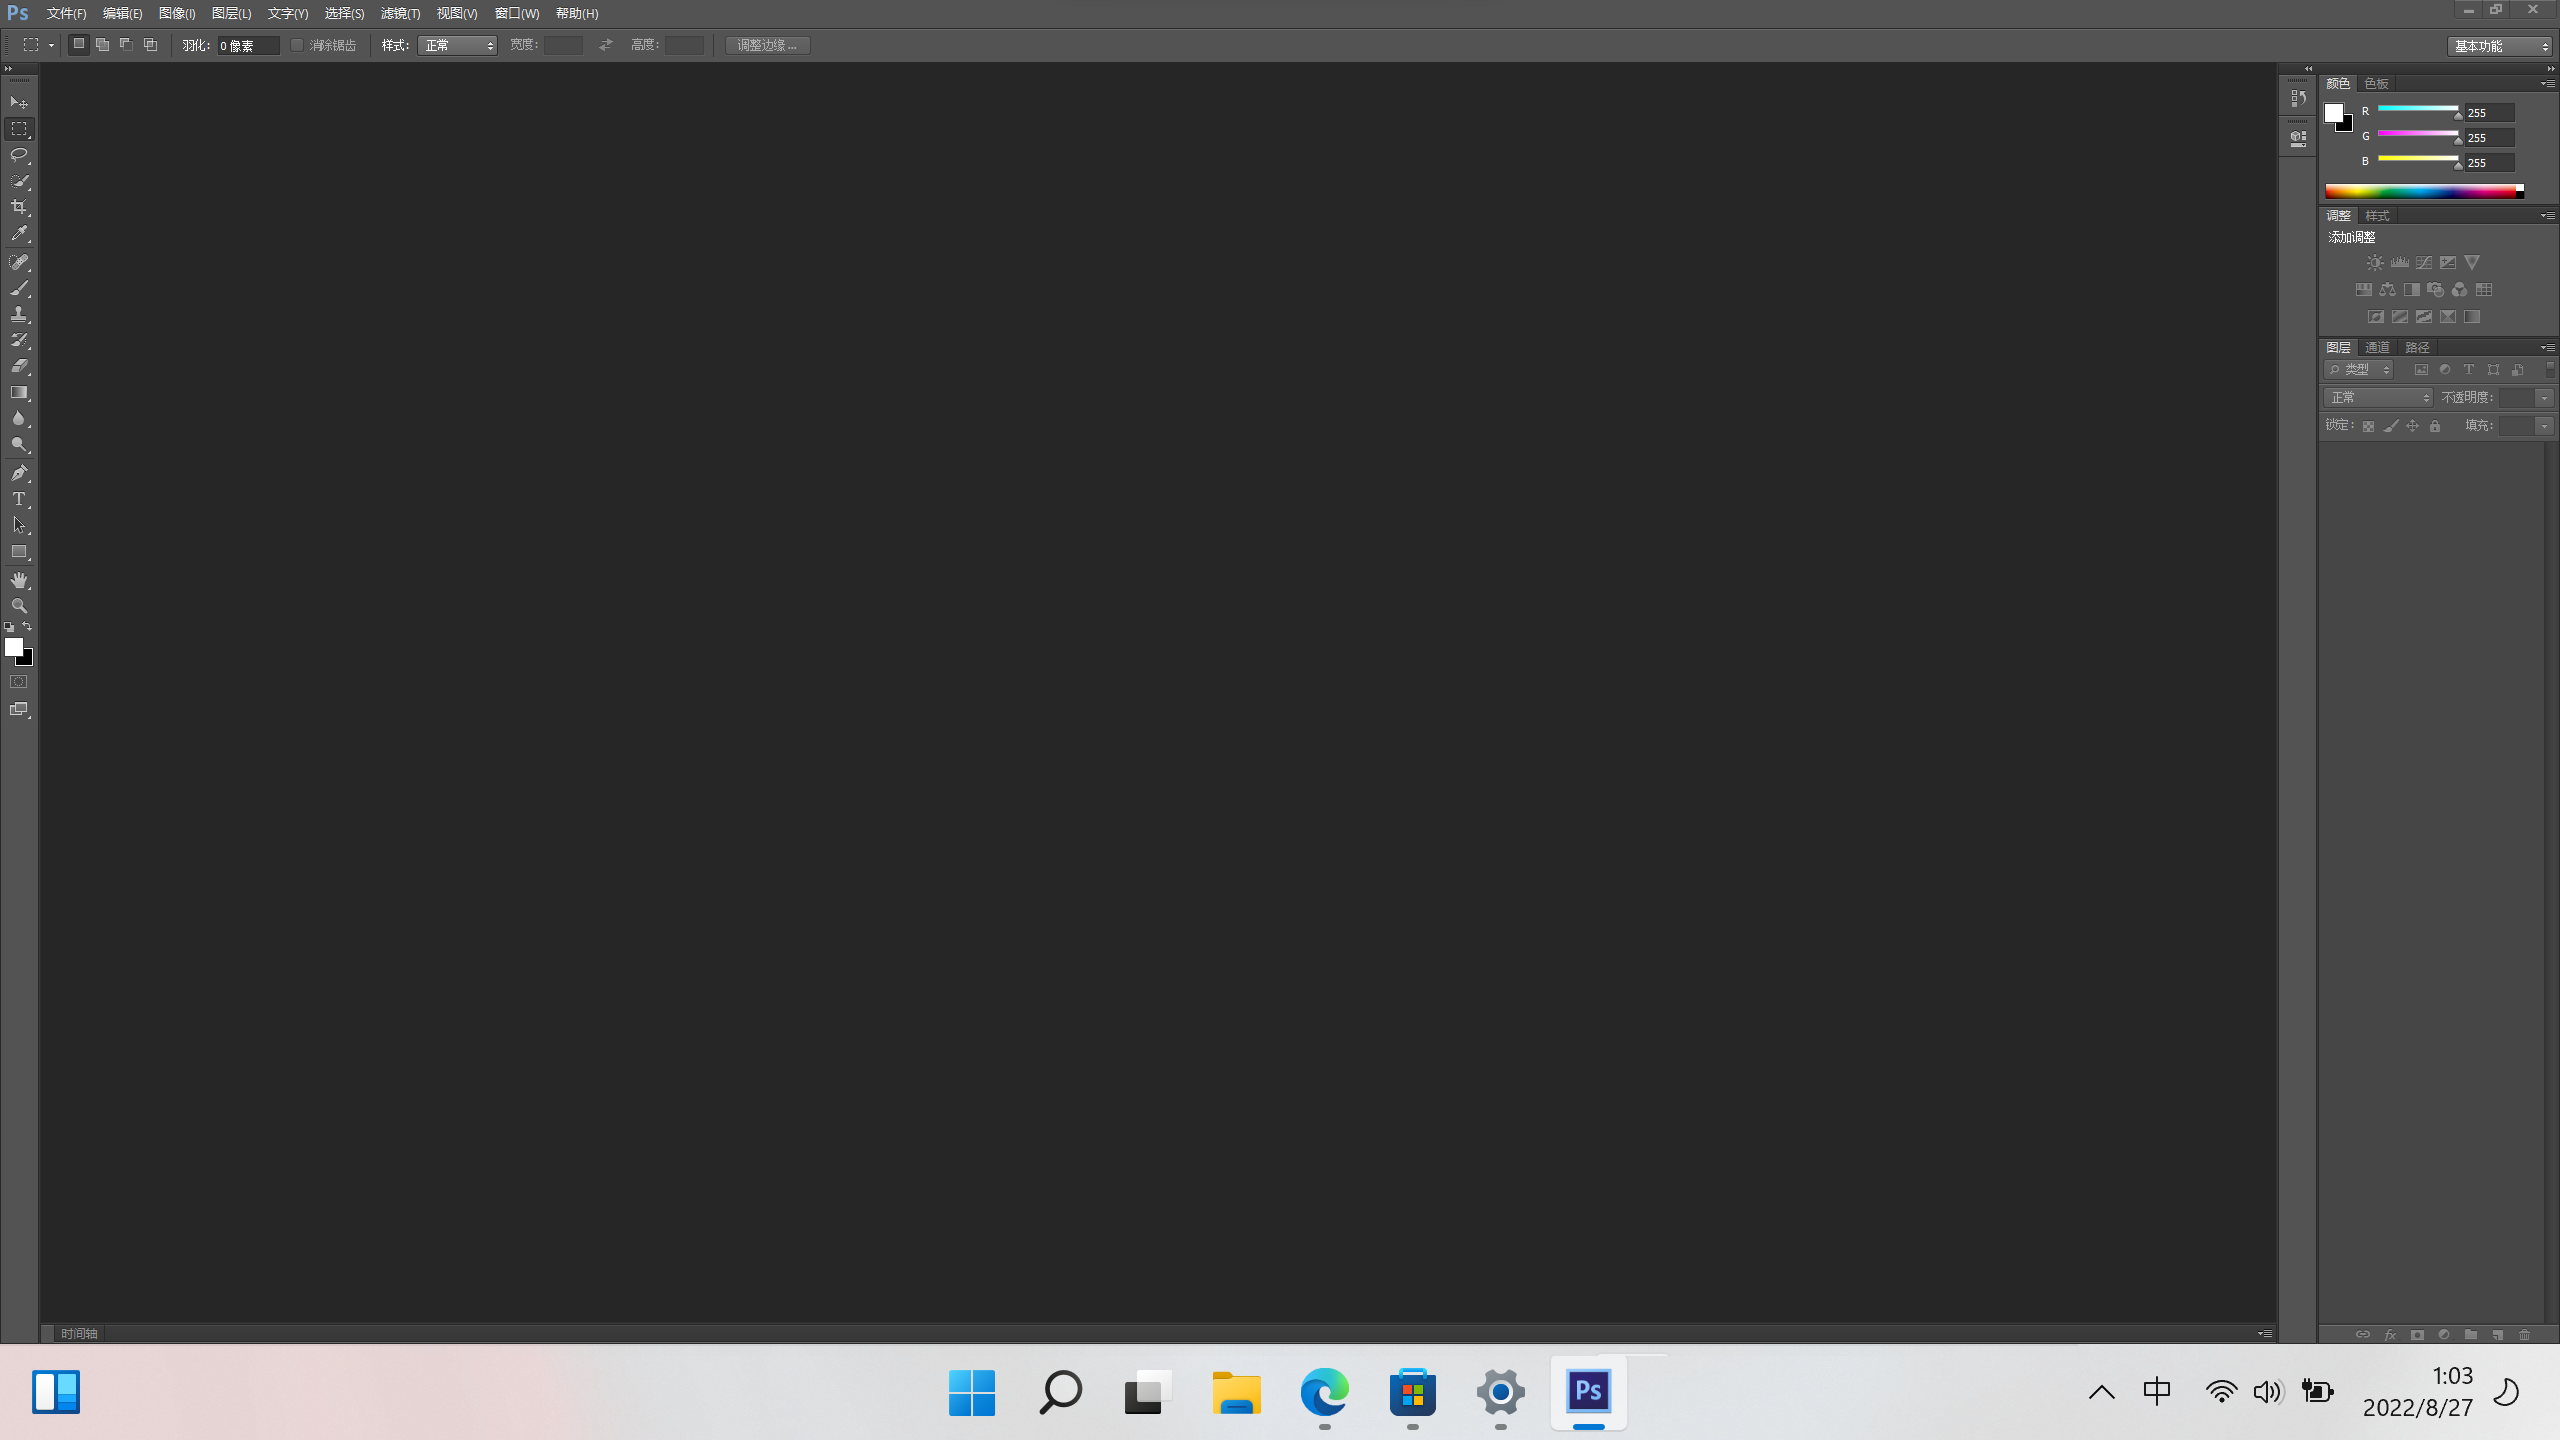 Ps 文件(F) 编辑(E) 图像(I) 图层(L) 文字(Y) 选择(S) 滤镜(T) 视图(V) 窗口(W) 帮助(H)
羽化: 0 像素 消除锯齿 样式: 正常 宽度: 高度: 调整边缘... 基本功能
颜色 色板
R 255
G 255
B 255
调整 样式
添加调整
图层 通道 路径
类型 T
正常 不透明度:
锁定: 填充:
T
时间轴
fx
Ps 中 1:03
2022/8/27